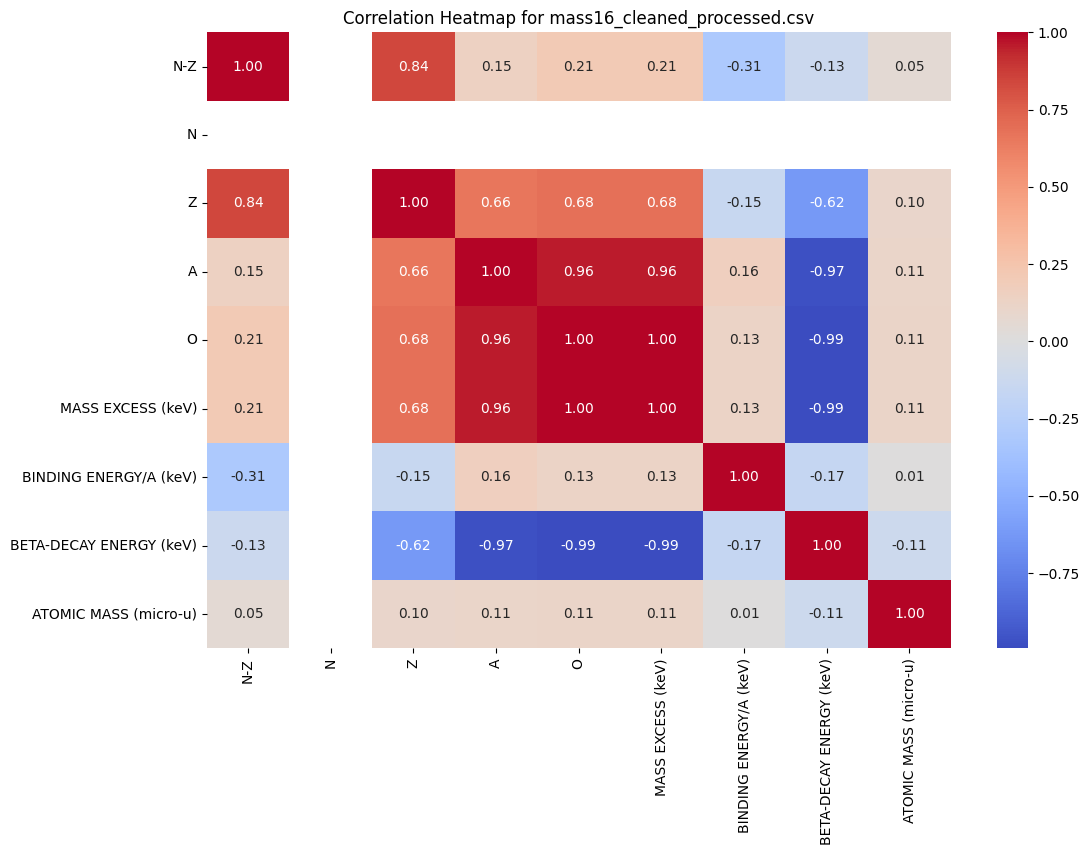 Correlation Heatmap for mass16_cleaned_processed.csv
N-Z 1.00 0.84 0.15 0.21 0.21 -0.31 -0.13 0.05
N
Z 0.84 1.00 0.66 0.68 0.68 -0.15 -0.62 0.10
A 0.15 0.66 1.00 0.96 0.96 0.16 -0.97 0.11
O 0.21 0.68 0.96 1.00 1.00 0.13 -0.99 0.11
MASS EXCESS (keV) 0.21 0.68 0.96 1.00 1.00 0.13 -0.99 0.11
BINDING ENERGY/A (keV) -0.31 -0.15 0.16 0.13 0.13 1.00 -0.17 0.01
BETA-DECAY ENERGY (keV) -0.13 -0.62 -0.97 -0.99 -0.99 -0.17 1.00 -0.11
ATOMIC MASS (micro-u) 0.05 0.10 0.11 0.11 0.11 0.01 -0.11 1.00
N-Z
N
Z
A
O
MASS EXCESS (keV)
BINDING ENERGY/A (keV)
BETA-DECAY ENERGY (keV)
ATOMIC MASS (micro-u)
1.00
0.75
0.50
0.25
0.00
−0.25
−0.50
−0.75